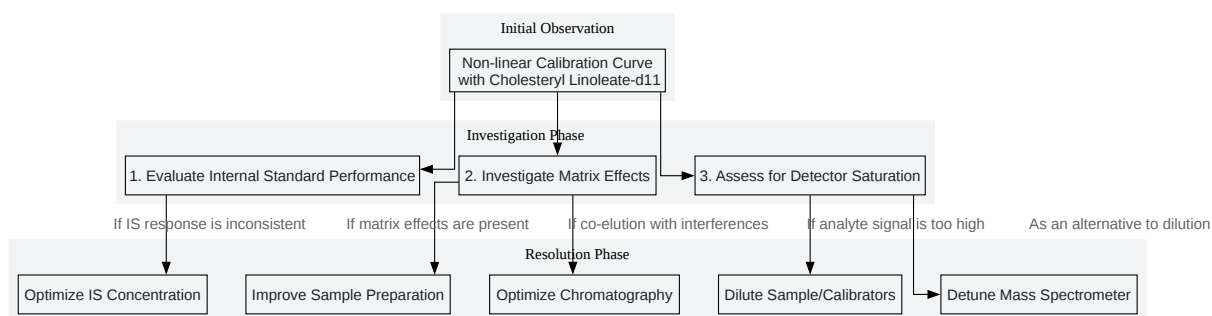 Initial Observation
Non-linear Calibration Curve
with Cholesteryl Linoleate-d11
Investigation Phase
1. Evaluate Internal Standard Performance
2. Investigate Matrix Effects
3. Assess for Detector Saturation
If IS response is inconsistent
If matrix effects are present
If co-elution with interferences
If analyte signal is too high
As an alternative to dilution
Resolution Phase
Optimize IS Concentration
Improve Sample Preparation
Optimize Chromatography
Dilute Sample/Calibrators
Detune Mass Spectrometer